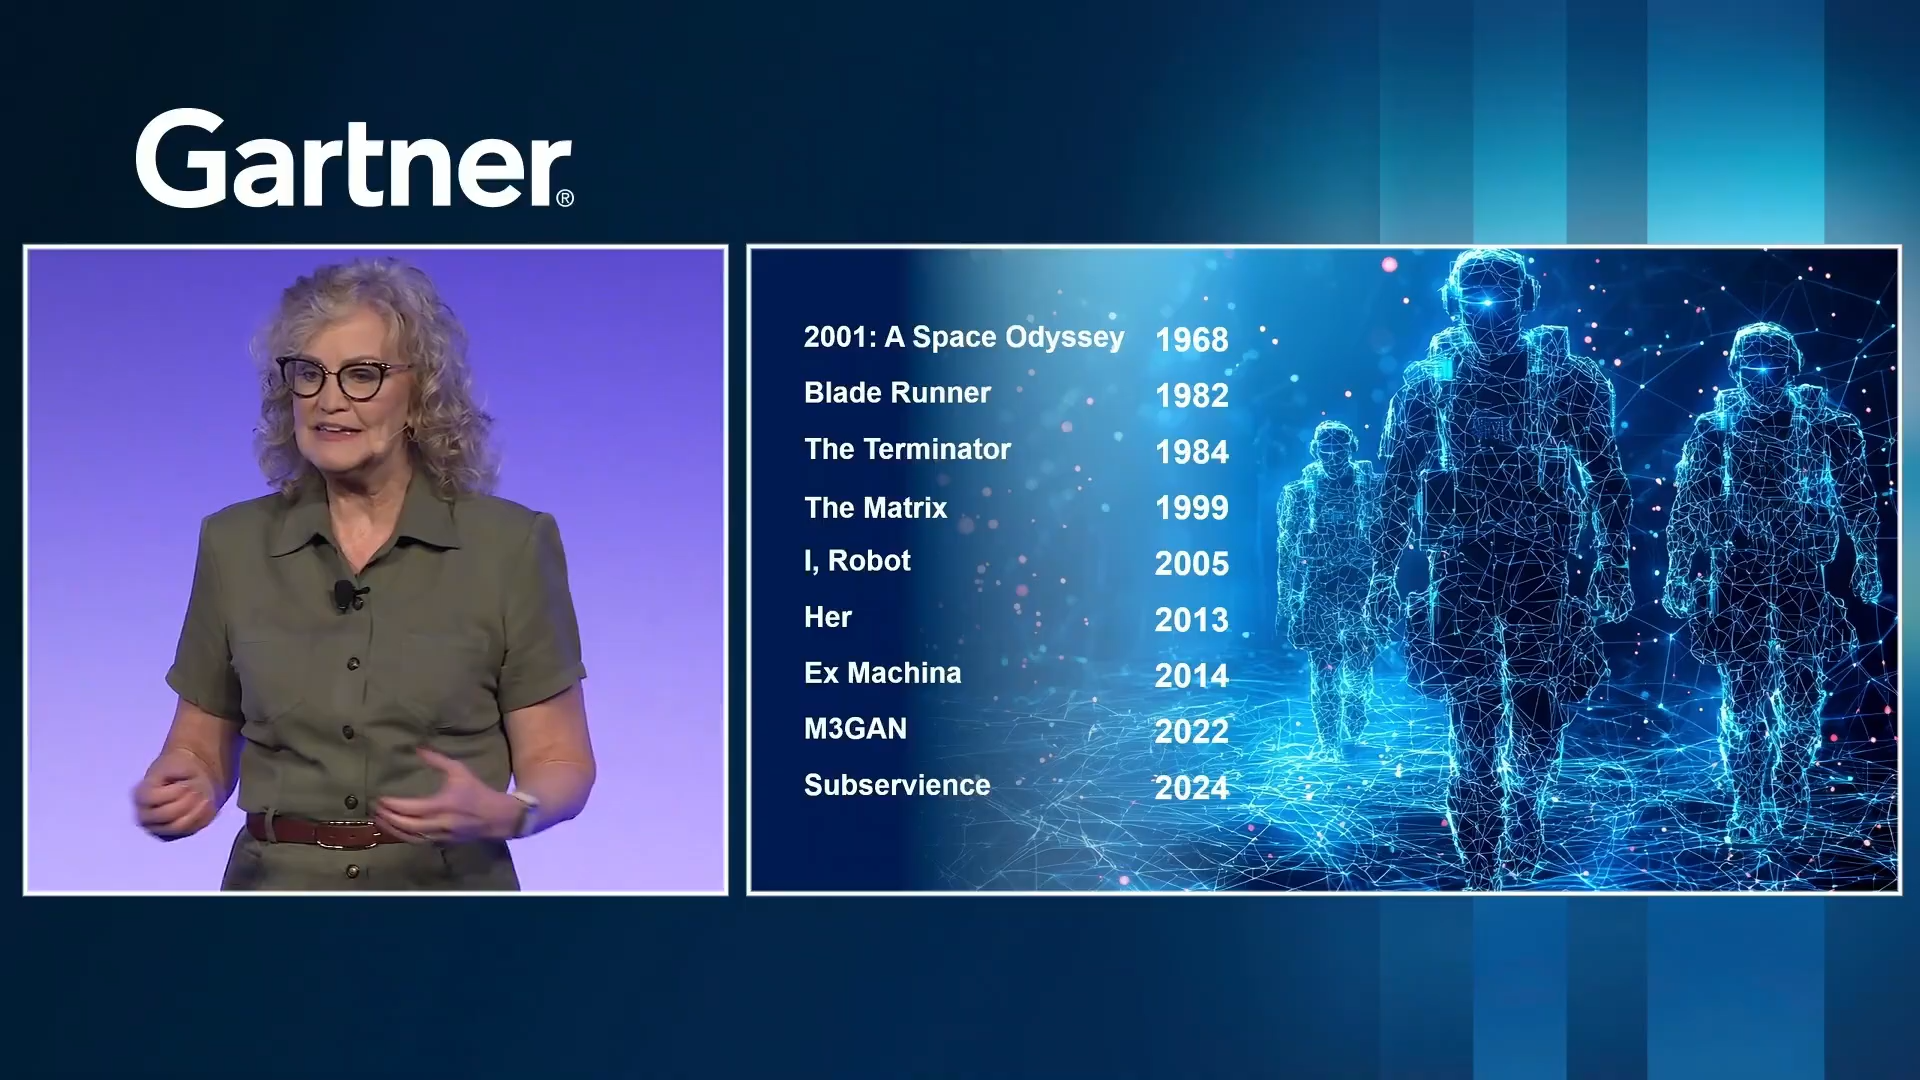 Gartner®
2001: A Space Odyssey 1968
Blade Runner 1982
The Terminator 1984
The Matrix 1999
I, Robot 2005
Her 2013
Ex Machina 2014
M3GAN 2022
Subservience 2024